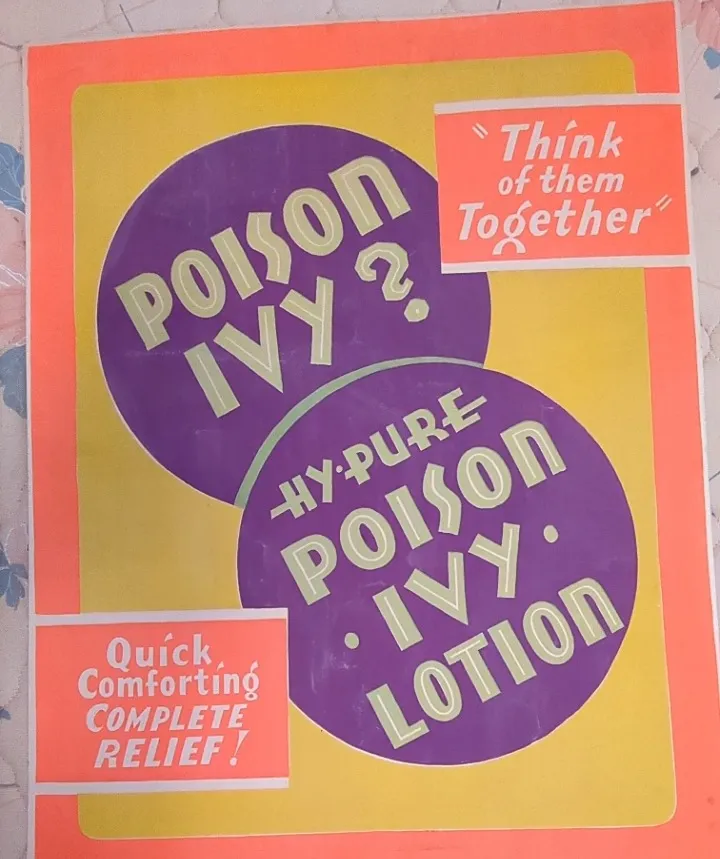 "Think
of them
Together"
POISON
IVY?
HY·PURE
POISON
·IVY·
LOTION
Quick
Comforting
COMPLETE
RELIEF!